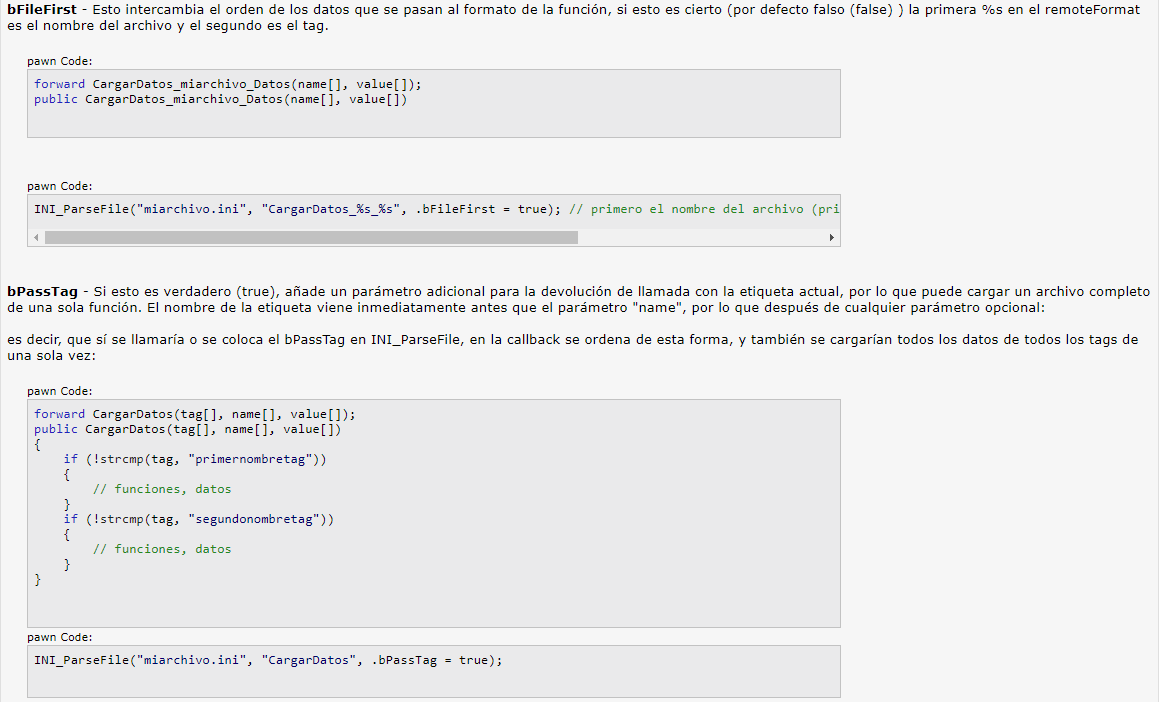 bFileFirst - Esto intercambia el orden de los datos que se pasan al formato de la función, si esto es cierto (por defecto falso (false) ) la primera %s en el remoteFormat
es el nombre del archivo y el segundo es el tag.
pawn Code:
forward CargarDatos_miarchivo_Datos(name[], value[]);
public CargarDatos_miarchivo_Datos(name[], value[])
pawn Code:
INI_ParseFile("miarchivo.ini", "CargarDatos_%s_%s", .bFileFirst = true); // primero el nombre del archivo (pri
bPassTag - Si esto es verdadero (true), añade un parámetro adicional para la devolución de llamada con la etiqueta actual, por lo que puede cargar un archivo completo
de una sola función. El nombre de la etiqueta viene inmediatamente antes que el parámetro "name", por lo que después de cualquier parámetro opcional:
es decir, que sí se llamaría o se coloca el bPassTag en INI_ParseFile, en la callback se ordena de esta forma, y también se cargarían todos los datos de todos los tags de
una sola vez:
pawn Code:
forward CargarDatos(tag[], name[], value[]);
public CargarDatos(tag[], name[], value[])
{
    if (!strcmp(tag, "primernombretag"))
    {
        // funciones, datos
    }
    if (!strcmp(tag, "segundonombretag"))
    {
        // funciones, datos
    }
}
pawn Code:
INI_ParseFile("miarchivo.ini", "CargarDatos", .bPassTag = true);